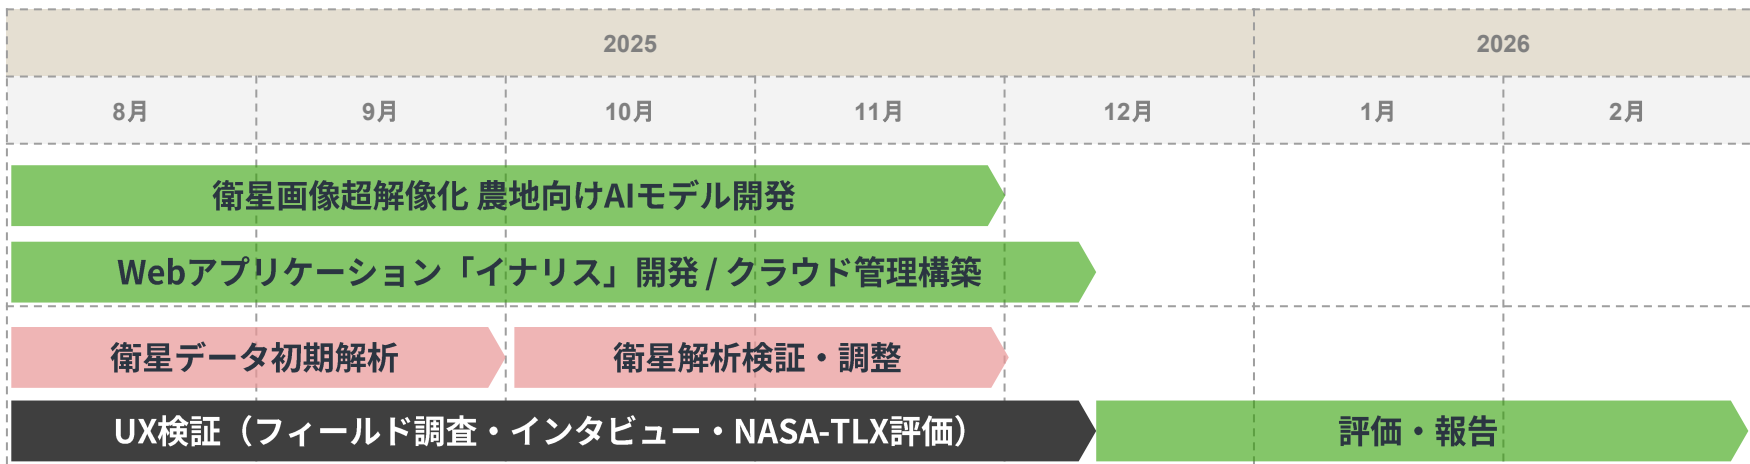 2025 2026
8月 9月 10月 11月 12月 1月 2月
衛星画像超解像化 農地向けAIモデル開発
Webアプリケーション「イナリス」開発 / クラウド管理構築
衛星データ初期解析 衛星解析検証・調整
UX検証（フィールド調査・インタビュー・NASA-TLX評価） 評価・報告